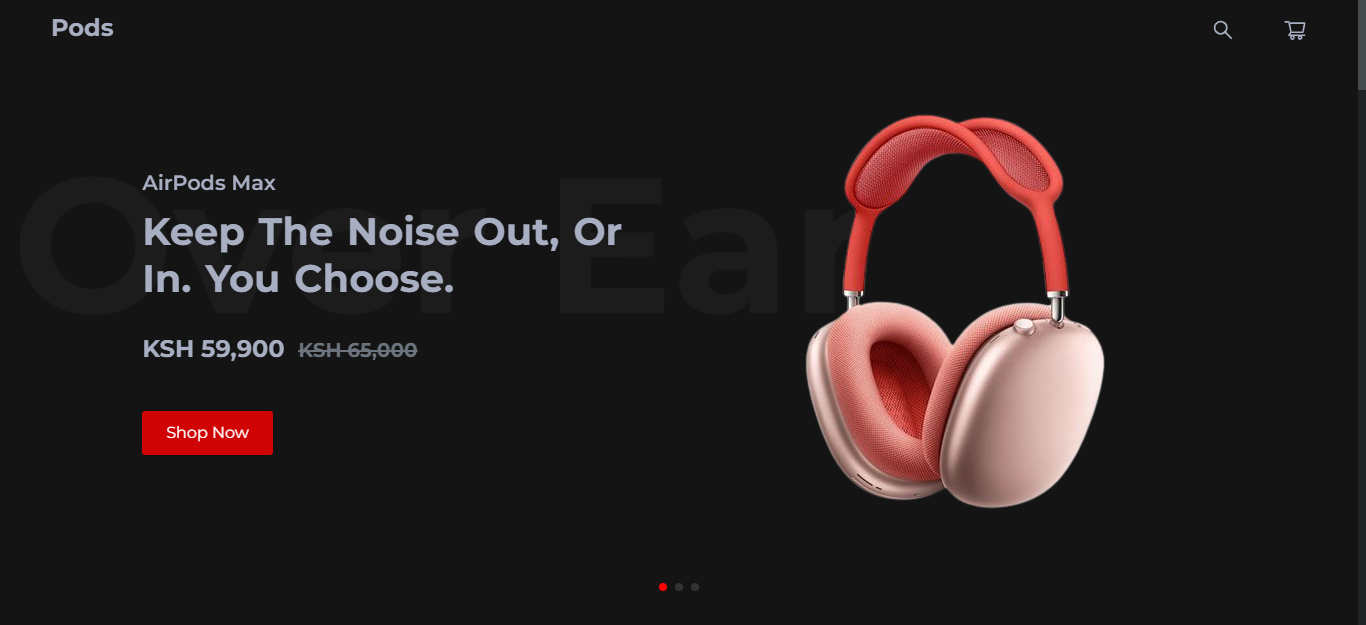 Pods
Over Ear
AirPods Max
Keep The Noise Out, Or
In. You Choose.
KSH 59,900 KSH 65,000
Shop Now